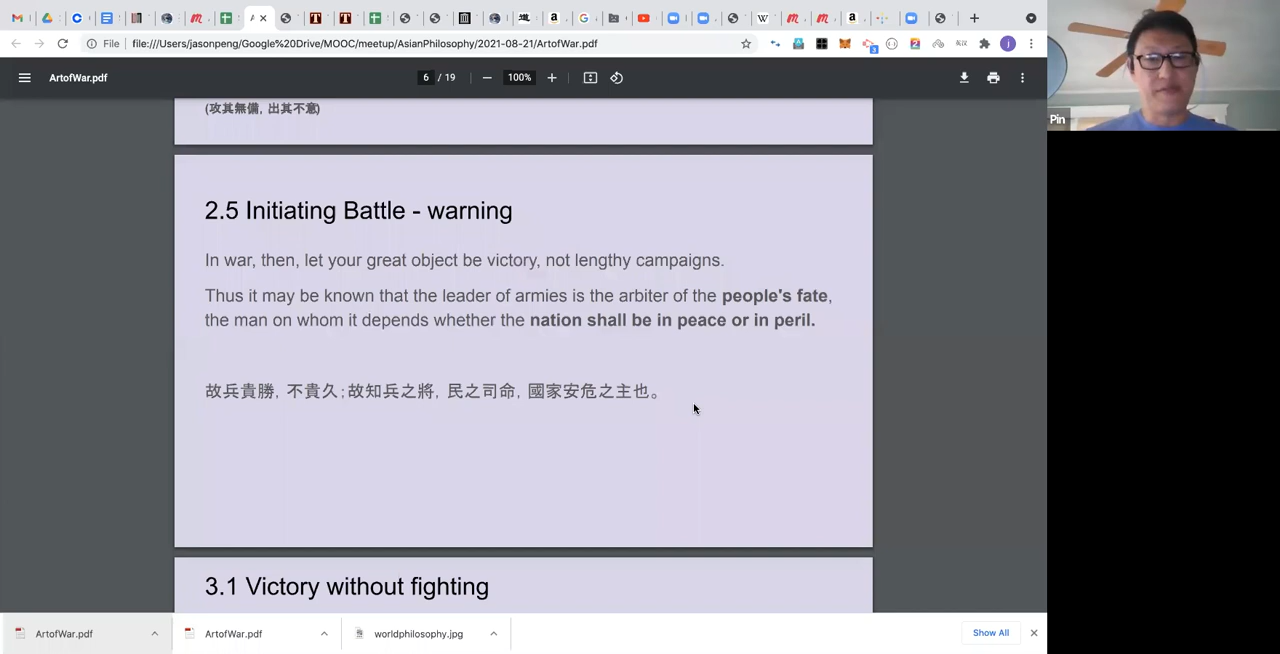 File file:///Users/jasonpeng/Google%20Drive/MOOC/meetup/AsianPhilosophy/2021-08-21/ArtofWar.pdf
ArtofWar.pdf
6 / 19
100%
Pin
(攻其無備, 出其不意)
2.5 Initiating Battle - warning
In war, then, let your great object be victory, not lengthy campaigns.
Thus it may be known that the leader of armies is the arbiter of the people's fate,
the man on whom it depends whether the nation shall be in peace or in peril.
故兵貴勝, 不貴久;故知兵之將, 民之司命, 國家安危之主也。
3.1 Victory without fighting
ArtofWar.pdf
ArtofWar.pdf
worldphilosophy.jpg
Show All